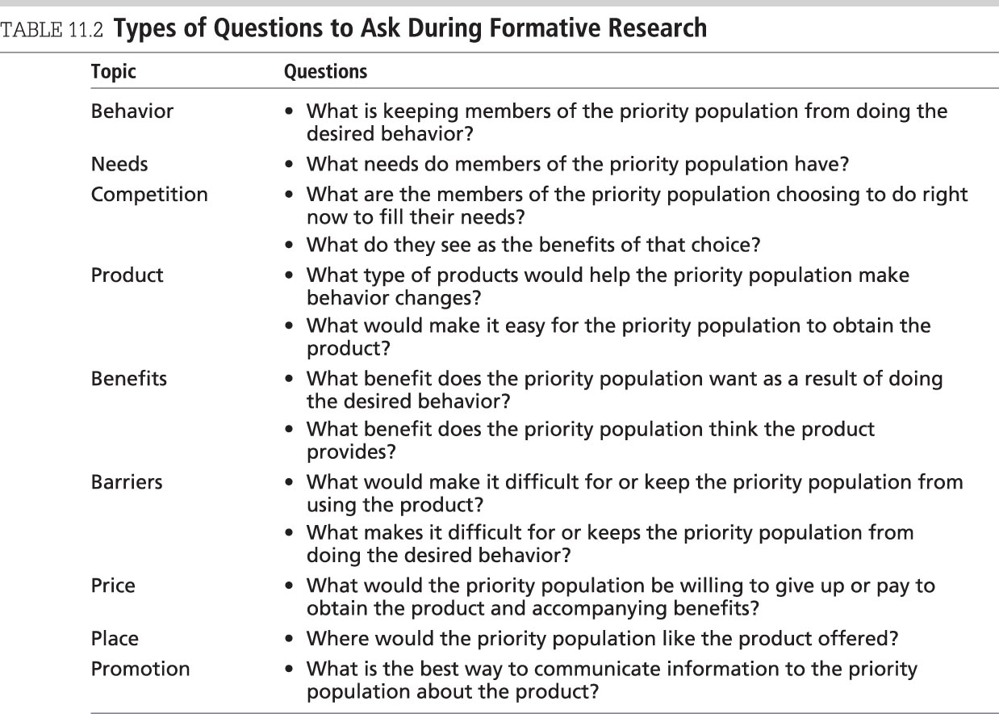 TABLE 11.2 Types of Questions to Ask During Formative Research
Topic Questions
Behavior • What is keeping members of the priority population from doing the
desired behavior?
Needs • What needs do members of the priority population have?
Competition • What are the members of the priority population choosing to do right
now to fill their needs?
• What do they see as the benefits of that choice?
Product • What type of products would help the priority population make
behavior changes?
• What would make it easy for the priority population to obtain the
product?
Benefits • What benefit does the priority population want as a result of doing
the desired behavior?
• What benefit does the priority population think the product
provides?
Barriers • What would make it difficult for or keep the priority population from
using the product?
• What makes it difficult for or keeps the priority population from
doing the desired behavior?
Price • What would the priority population be willing to give up or pay to
obtain the product and accompanying benefits?
Place • Where would the priority population like the product offered?
Promotion • What is the best way to communicate information to the priority
population about the product?